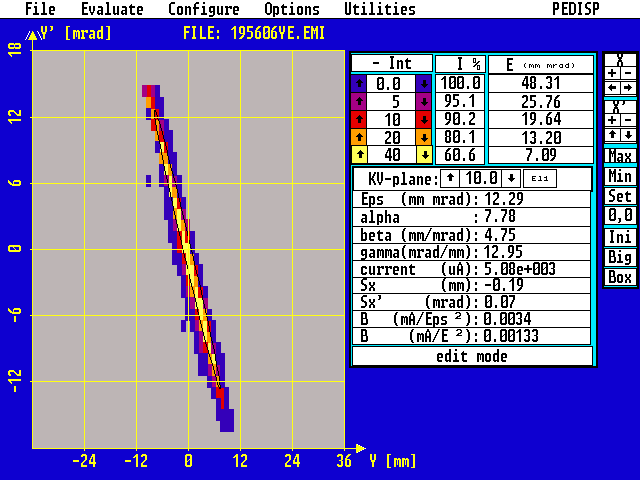 File Evaluate Configure Options Utilities PEDISP
Y' [mrad] FILE: 195606YE.EMI
18
12
6
0
-6
-12
-24 -12 0 12 24 36 Y [mm]
- Int I % E (mm mrad)
0.0 100.0 48.31
5 95.1 25.76
10 90.2 19.64
20 80.1 13.20
40 60.6 7.09
KV-plane: 10.0 Ell
Eps (mm mrad): 12.29
alpha : 7.78
beta (mm/mrad): 4.75
gamma(mrad/mm): 12.95
current (uA): 5.08e+003
Sx (mm): -0.19
Sx' (mrad): 0.07
B (mA/Eps ²): 0.0034
B (mA/E ²): 0.00133
edit mode
X
+ -
X'
+ -
Max
Min
Set
0,0
Ini
Big
Box